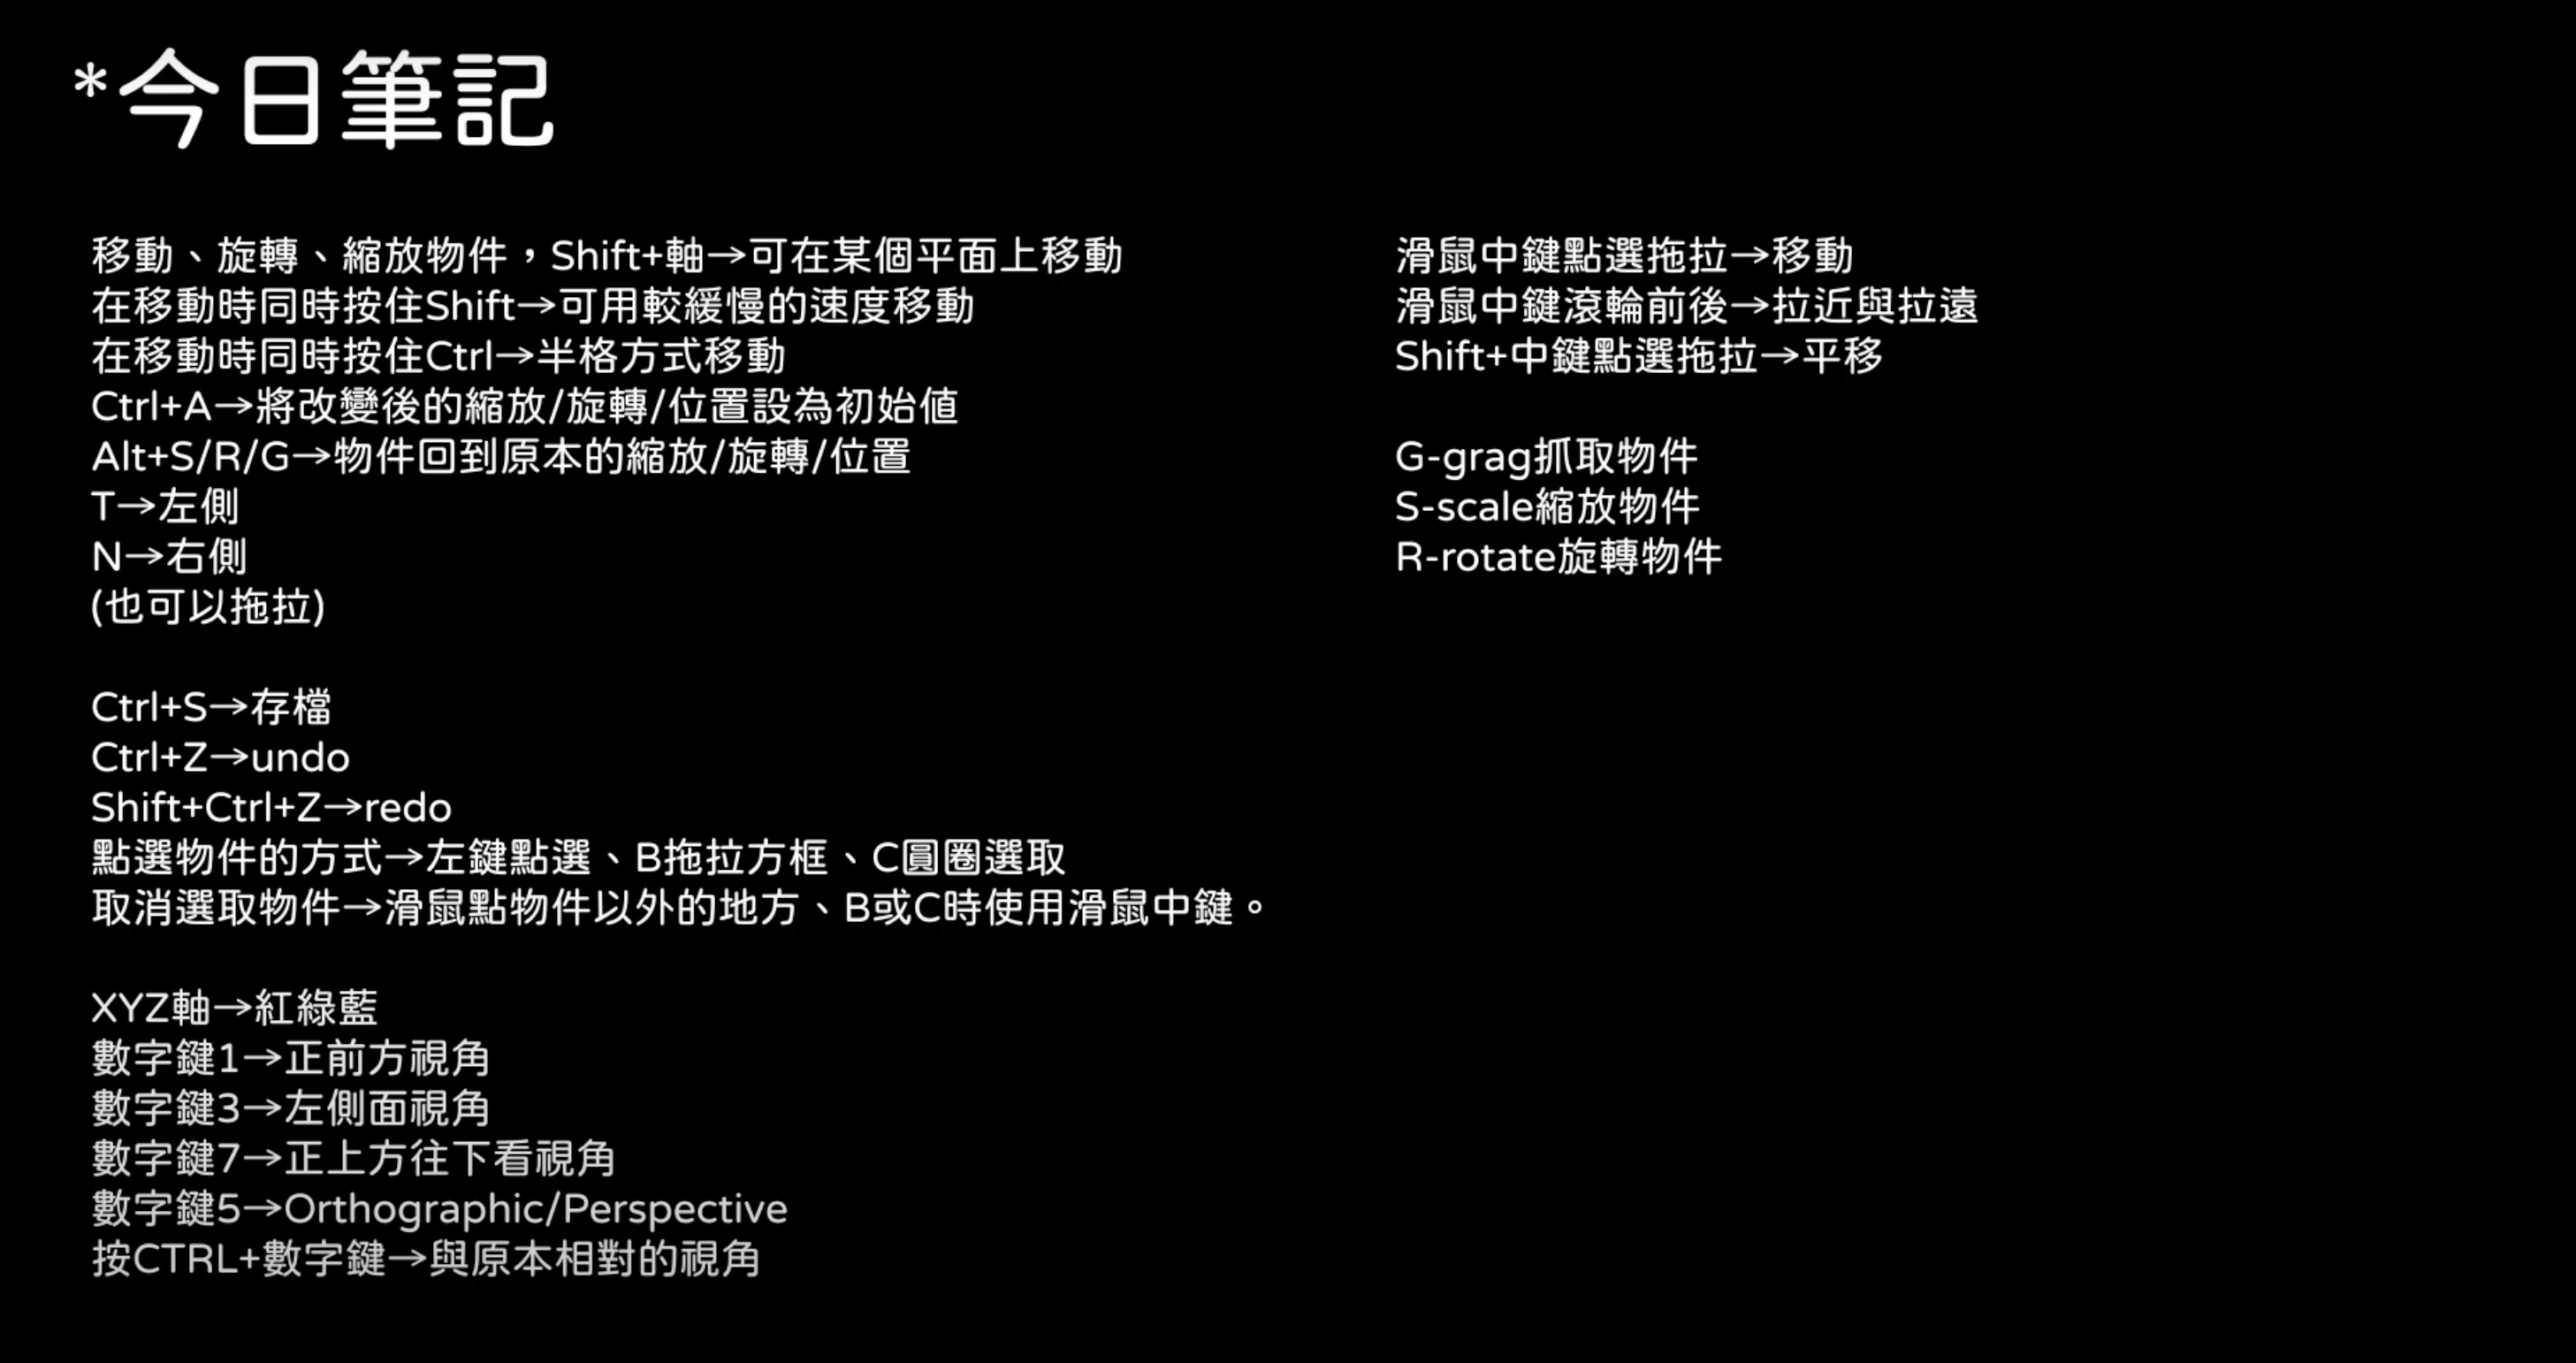 *今日筆記
移動、旋轉、縮放物件，Shift+軸→可在某個平面上移動
在移動時同時按住Shift→可用較緩慢的速度移動
在移動時同時按住Ctrl→半格方式移動
Ctrl+A→將改變後的縮放/旋轉/位置設為初始值
Alt+S/R/G→物件回到原本的縮放/旋轉/位置
T→左側
N→右側
(也可以拖拉)
Ctrl+S→存檔
Ctrl+Z→undo
Shift+Ctrl+Z→redo
點選物件的方式→左鍵點選、B拖拉方框、C圓圈選取
取消選取物件→滑鼠點物件以外的地方、B或C時使用滑鼠中鍵。
XYZ軸→紅綠藍
數字鍵1→正前方視角
數字鍵3→左側面視角
數字鍵7→正上方往下看視角
數字鍵5→Orthographic/Perspective
按CTRL+數字鍵→與原本相對的視角
滑鼠中鍵點選拖拉→移動
滑鼠中鍵滾輪前後→拉近與拉遠
Shift+中鍵點選拖拉→平移
G-grag抓取物件
S-scale縮放物件
R-rotate旋轉物件